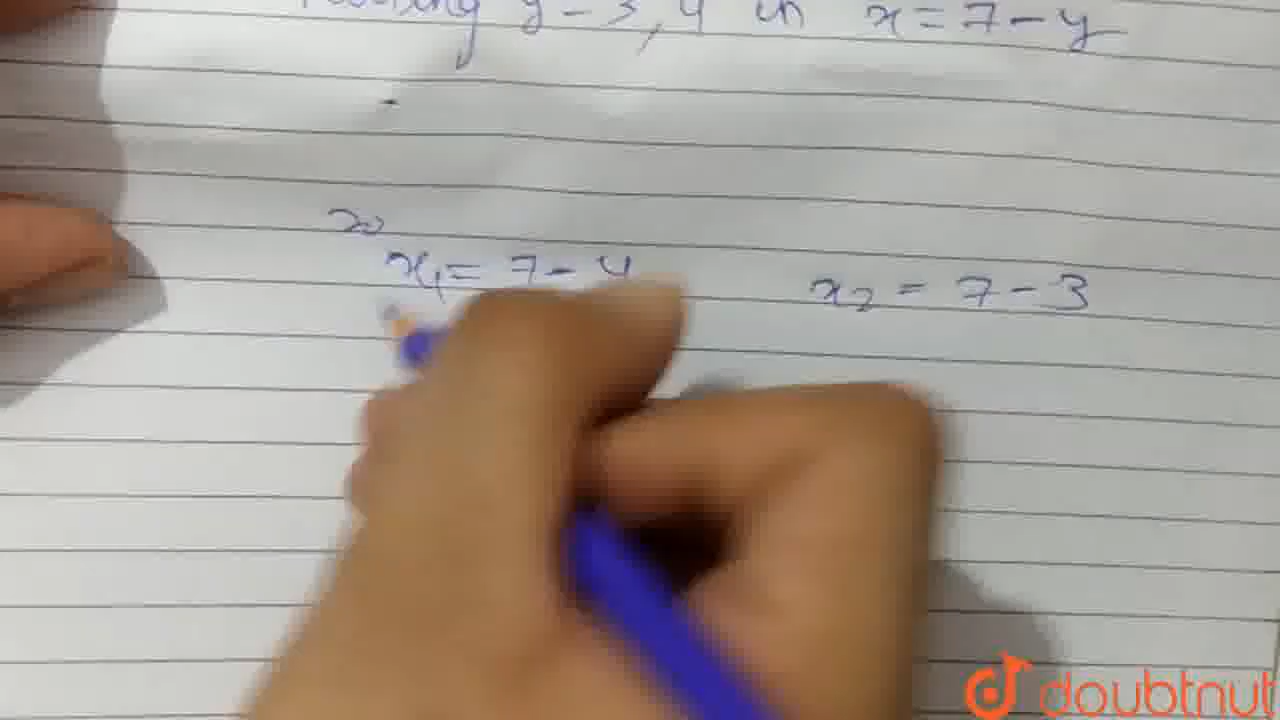 y = 3, 4 in x = 7 - y
x₁ = 7 - 4 x₂ = 7 - 3
doubtnut